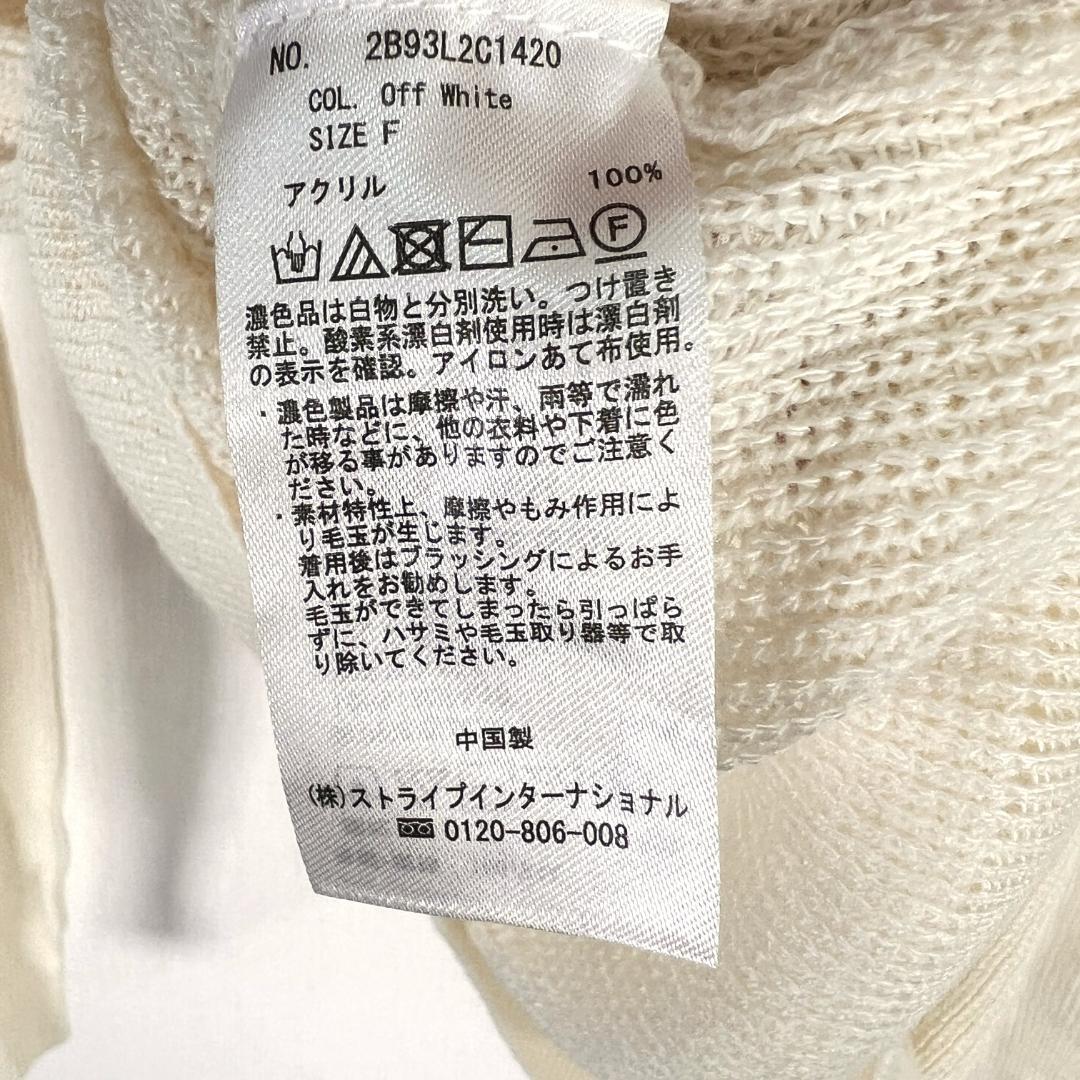 NO. 2B93L2C1420
COL. Off White
SIZE F
アクリル 100%
F
濃色品は白物と分別洗い。つけ置き
禁止。酸素系漂白剤使用時は漂白剤
の表示を確認。アイロンあて布使用。
・濃色製品は摩擦や汗、雨等で濡れ
た時などに、他の衣料や下着に色
が移る事がありますのでご注意く
ださい。
・素材特性上、摩擦やもみ作用によ
り毛玉が生じます。
着用後はブラッシングによるお手
入れをお勧めします。
毛玉ができてしまったら引っぱら
ずに、ハサミや毛玉取り器等で取
り除いてください。
中国製
(株)ストライプインターナショナル
0120-806-008